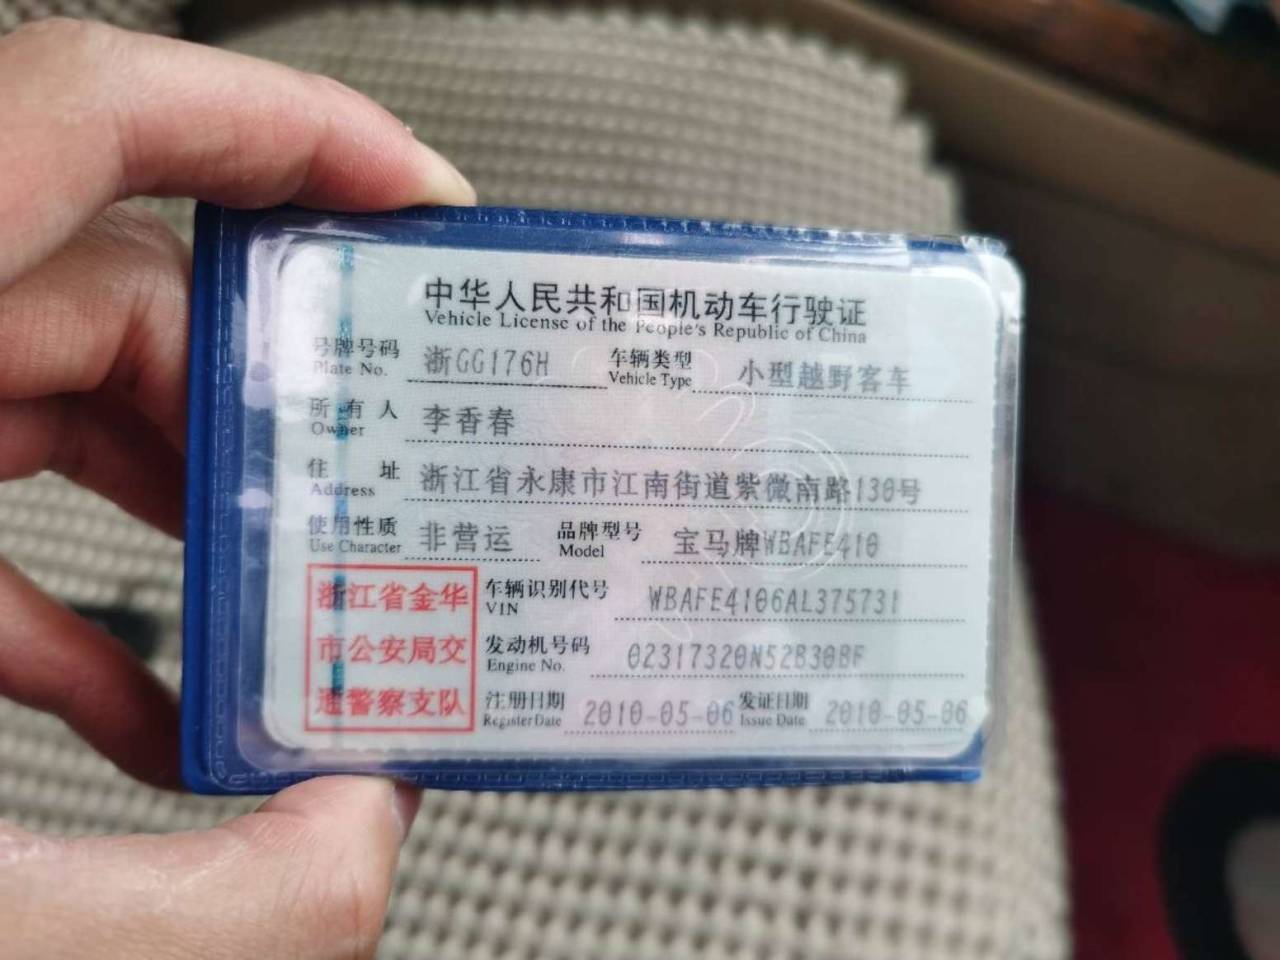 中华人民共和国机动车行驶证
Vehicle License of the People's Republic of China
号牌号码 浙GG176H 车辆类型 小型越野客车
Plate No. Vehicle Type
所有人 李香春
Owner
住址 浙江省永康市江南街道紫微南路130号
Address
使用性质 非营运 品牌型号 宝马牌WBAFE410
Use Character Model
浙江省金华
市公安局交
通警察支队
车辆识别代号 WBAFE4106AL375731
VIN
发动机号码 02317320N52B30BF
Engine No.
注册日期 2010-05-06 发证日期 2010-05-06
Register Date Issue Date